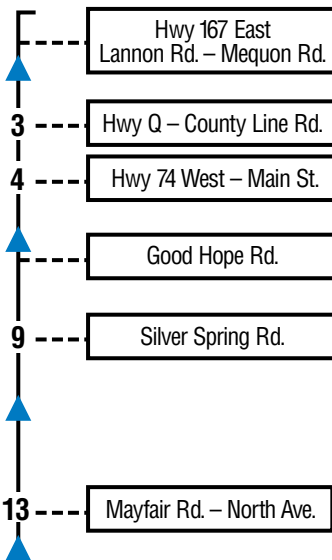 Hwy 167 East
Lannon Rd. – Mequon Rd.
3
Hwy Q – County Line Rd.
4
Hwy 74 West – Main St.
Good Hope Rd.
9
Silver Spring Rd.
13
Mayfair Rd. – North Ave.